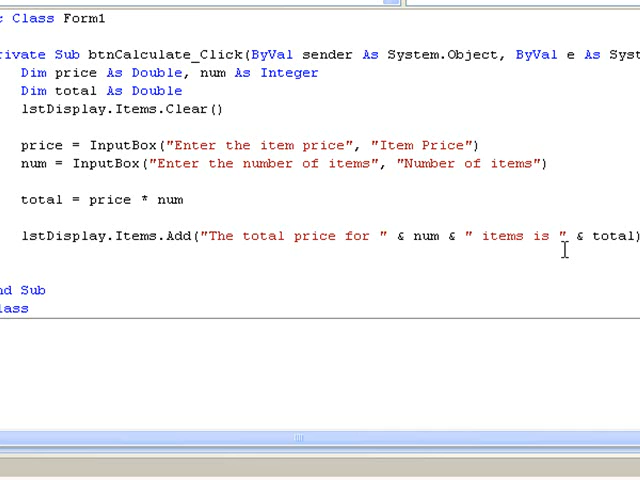 c Class Form1
rivate Sub btnCalculate_Click(ByVal sender As System.Object, ByVal e As Syst
Dim price As Double, num As Integer
Dim total As Double
lstDisplay.Items.Clear()
price = InputBox("Enter the item price", "Item Price")
num = InputBox("Enter the number of items", "Number of items")
total = price * num
lstDisplay.Items.Add("The total price for " & num & " items is " & total)
nd Sub
lass